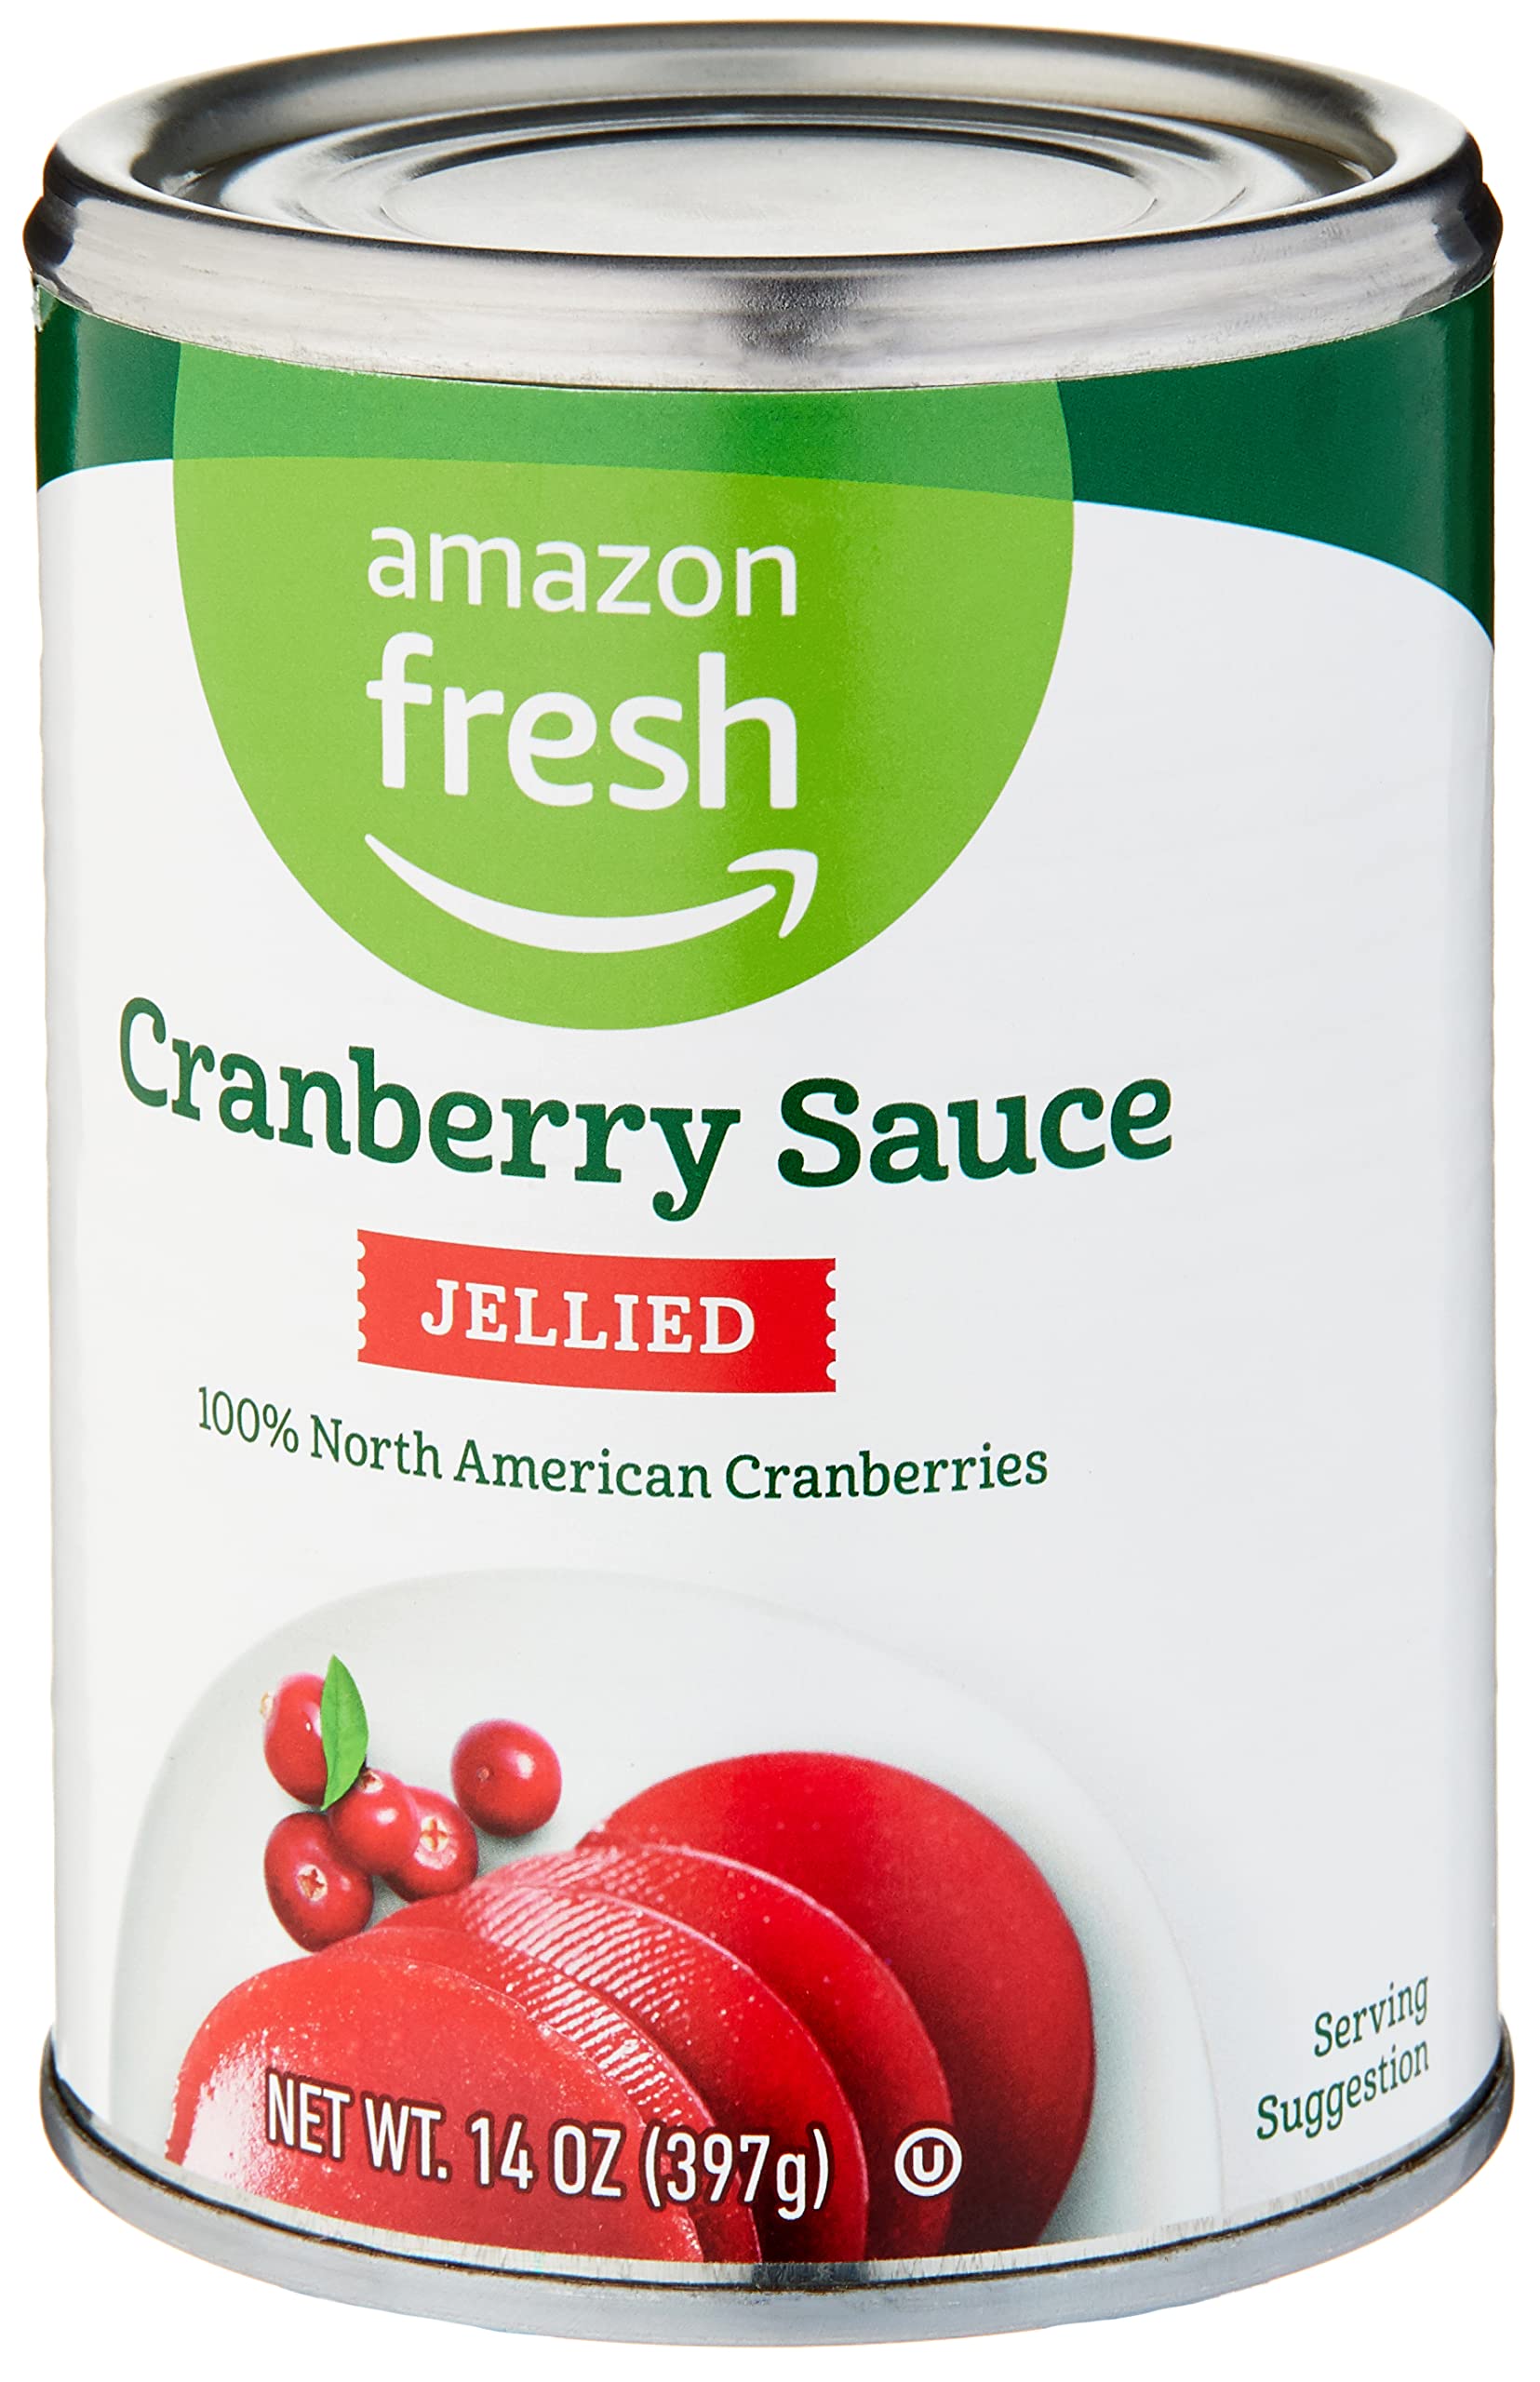 amazon
fresh
Cranberry Sauce
JELLIED
100% North American Cranberries
Serving
Suggestion
NET WT. 14 OZ (397g)
U